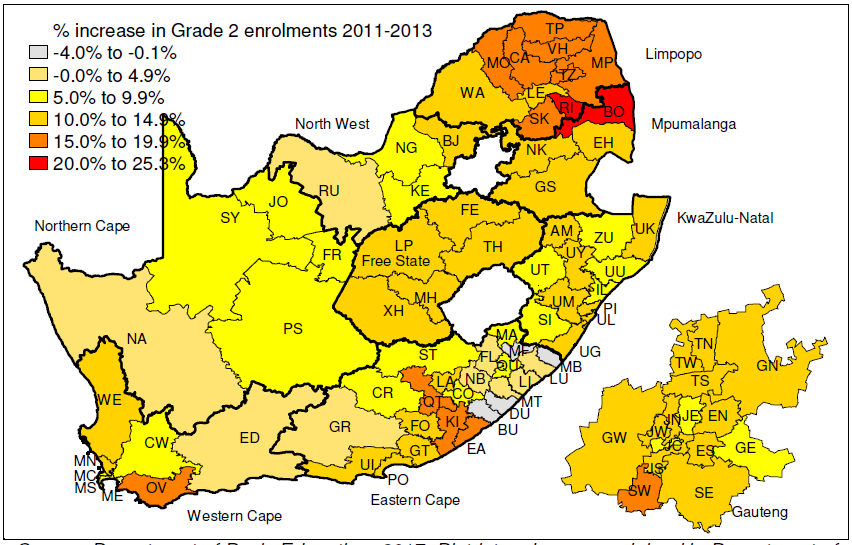 % increase in Grade 2 enrolments 2011-2013
-4.0% to -0.1%
-0.0% to 4.9%
5.0% to 9.9%
10.0% to 14.9%
15.0% to 19.9%
20.0% to 25.3%
Limpopo
North West
Mpumalanga
Northern Cape
KwaZulu-Natal
Free State
Eastern Cape
Western Cape
Gauteng
TP
VH
MO
CA
MP
TZ
WA
LE
RI
BO
SK
NG
BJ
NK
EH
KE
GS
RU
JO
SY
FR
FE
LP
TH
AM
ZU
UK
UY
UT
UU
IL
PI
UL
MH
XH
UM
SI
UG
PS
NA
MA
ST
FL
MF
QU
MB
LU
LA
NB
LI
CR
CO
MT
QT
DU
KI
BU
FO
EA
GR
GT
UI
PO
WE
CW
ED
MN
MC
MS
ME
OV
TN
TW
GN
TS
JN
JE
EN
GW
JW
JC
ES
GE
JS
SW
SE